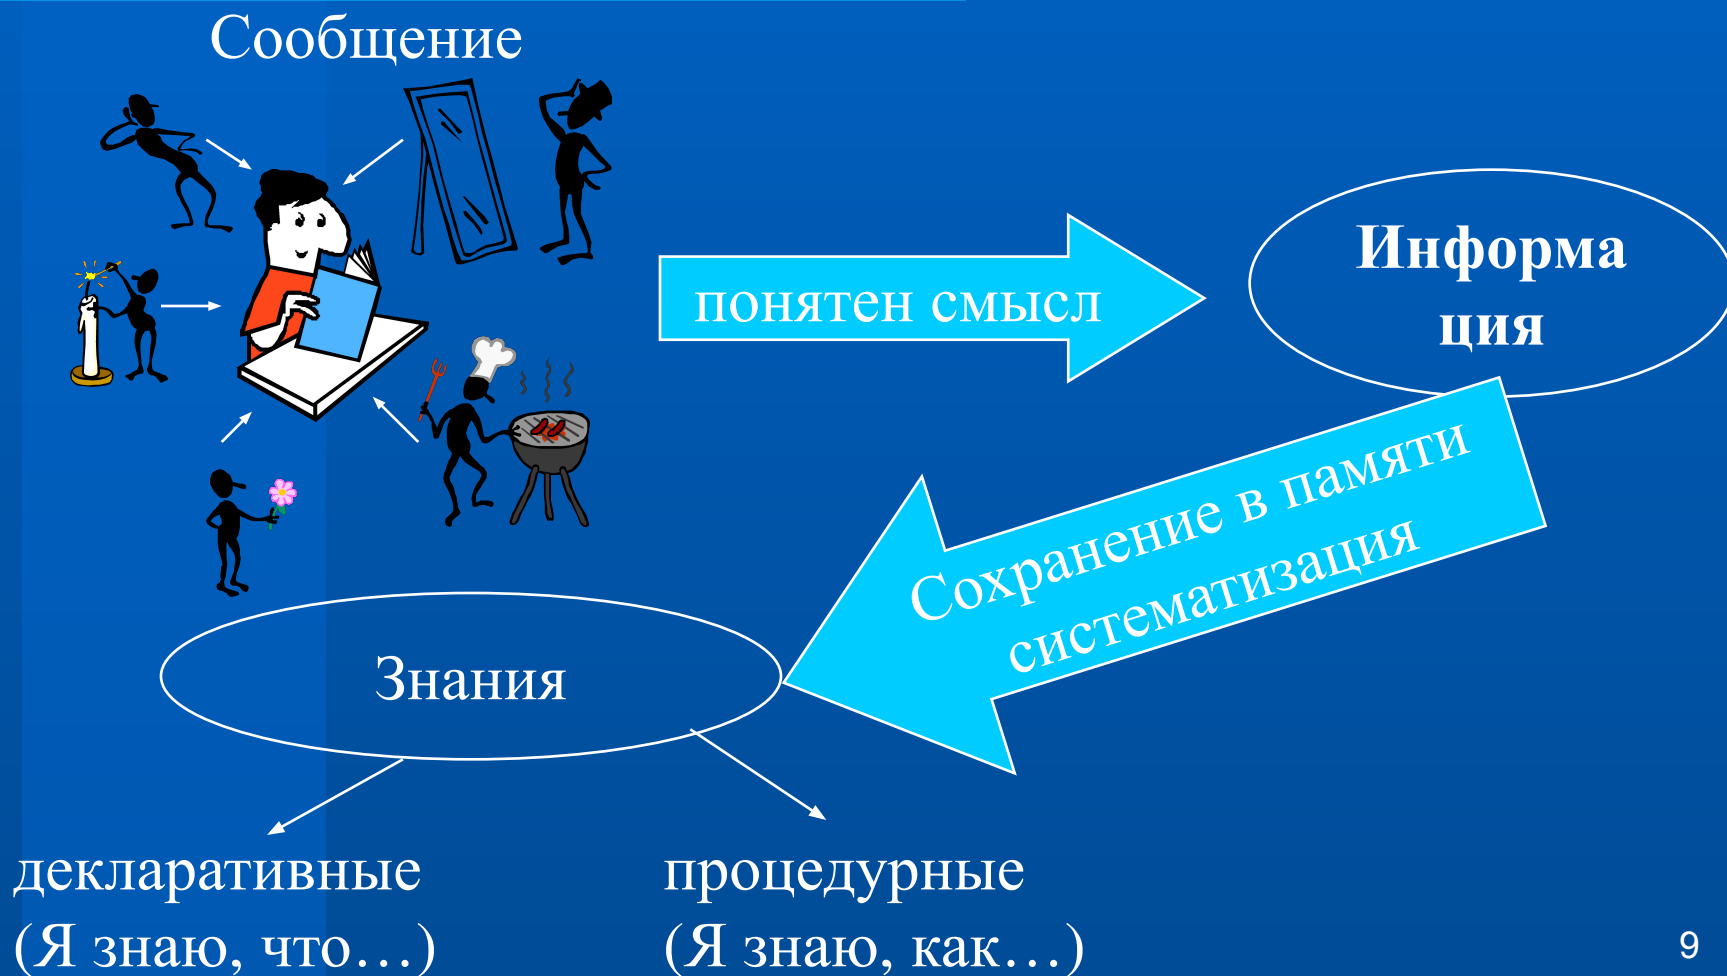 Сообщение
понятен смысл
Информа
ция
Сохранение в памяти
систематизация
Знания
декларативные
(Я знаю, что…)
процедурные
(Я знаю, как…)
9